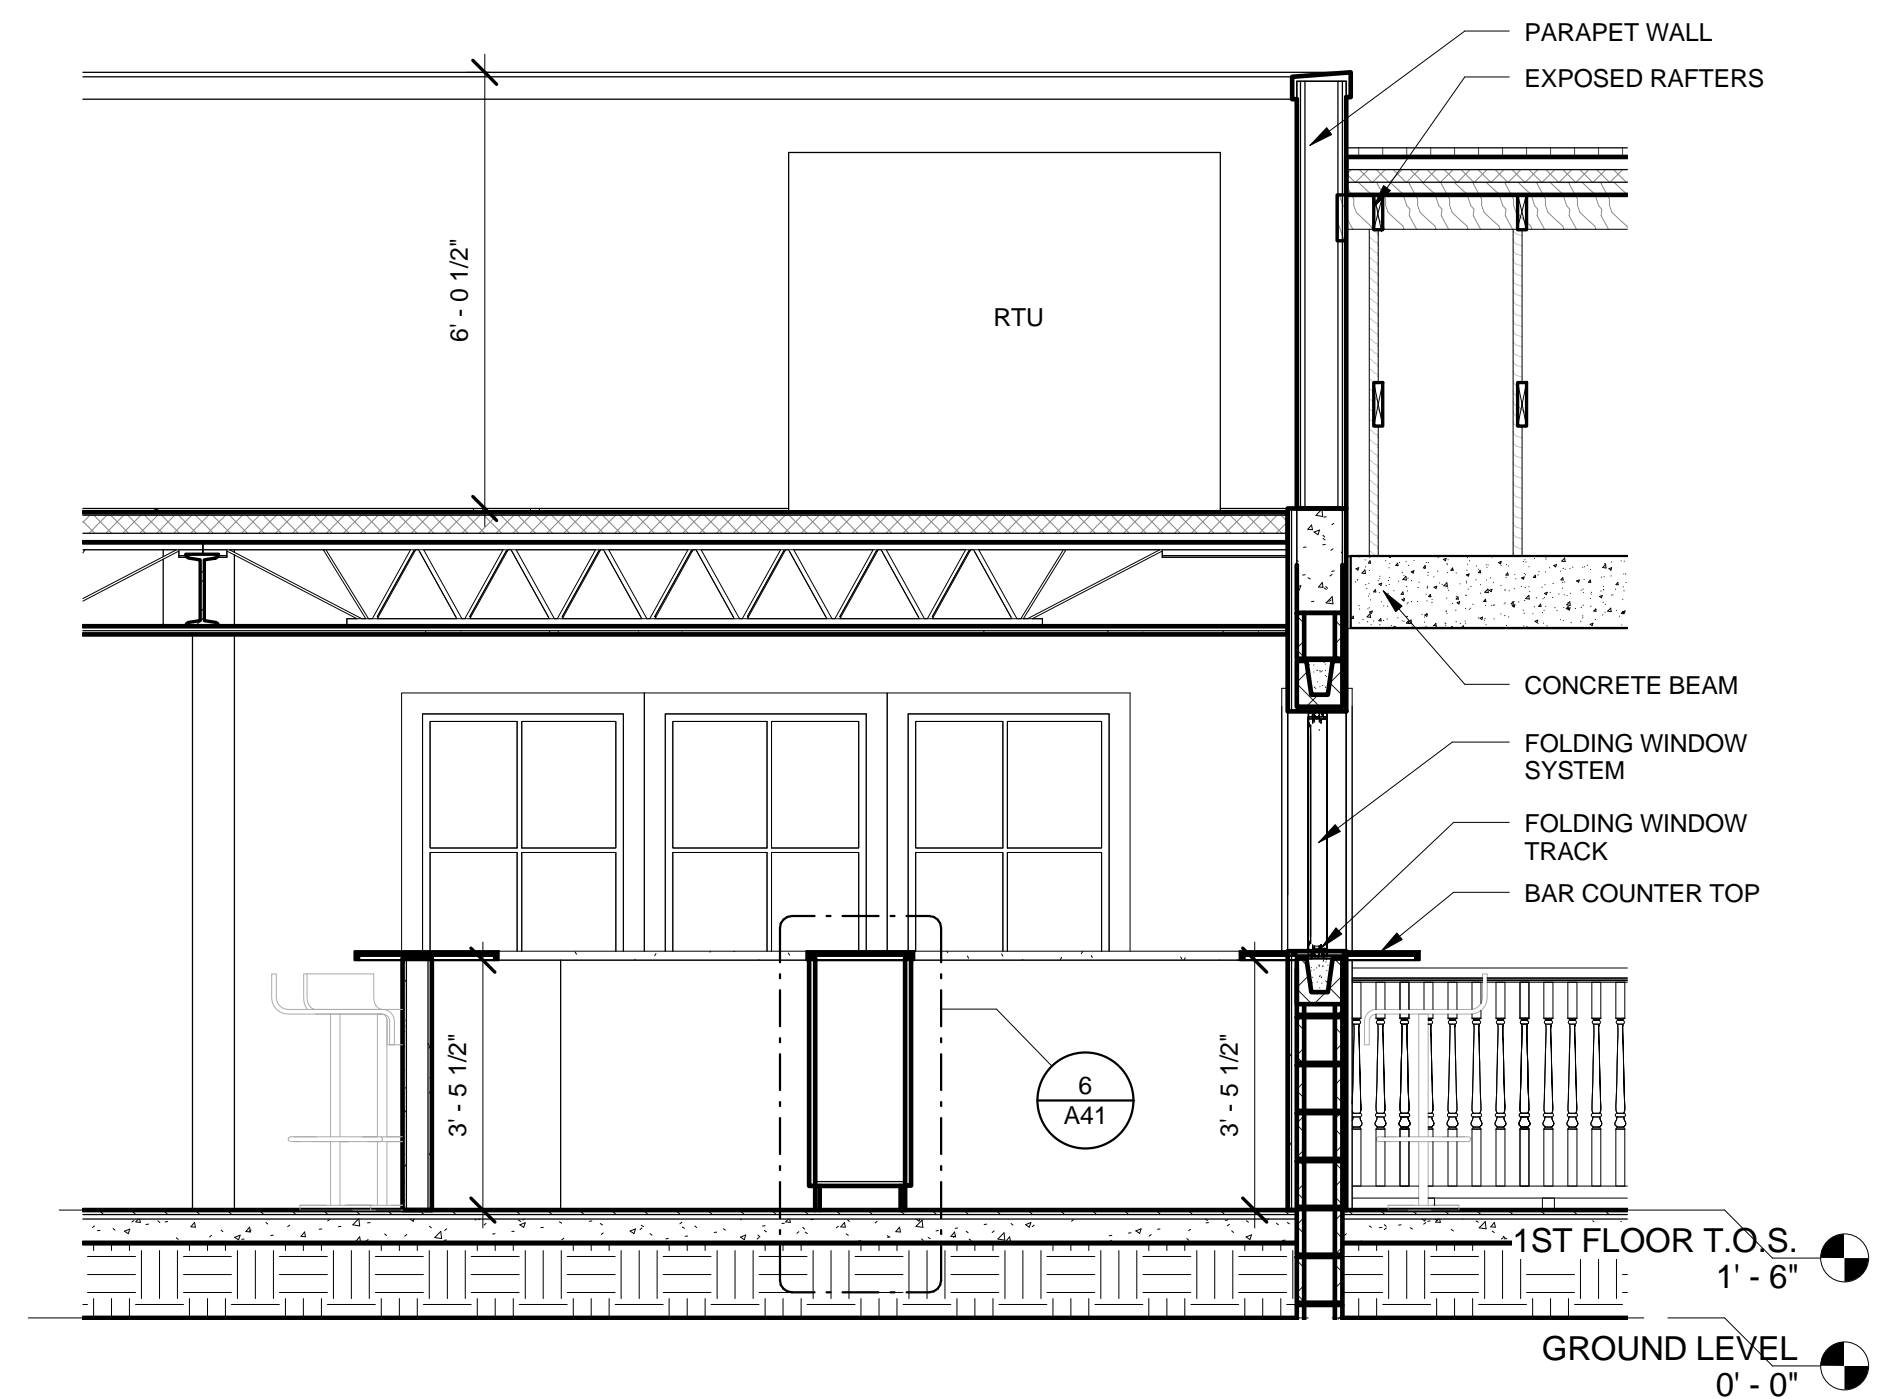 PARAPET WALL
EXPOSED RAFTERS
6' - 0 1/2"
RTU
CONCRETE BEAM
FOLDING WINDOW
SYSTEM
FOLDING WINDOW
TRACK
BAR COUNTER TOP
3' - 5 1/2"
6
A41
3' - 5 1/2"
1ST FLOOR T.O.S.
1' - 6"
GROUND LEVEL
0' - 0"